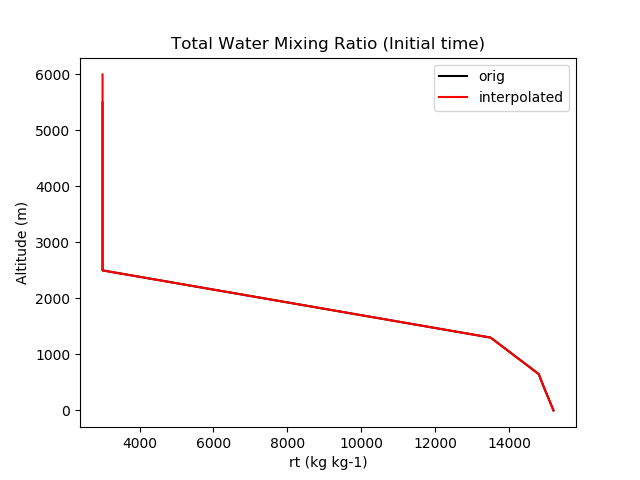 Total Water Mixing Ratio (Initial time)
orig
interpolated
6000
5000
4000
3000
2000
1000
0
Altitude (m)
4000 6000 8000 10000 12000 14000
rt (kg kg-1)